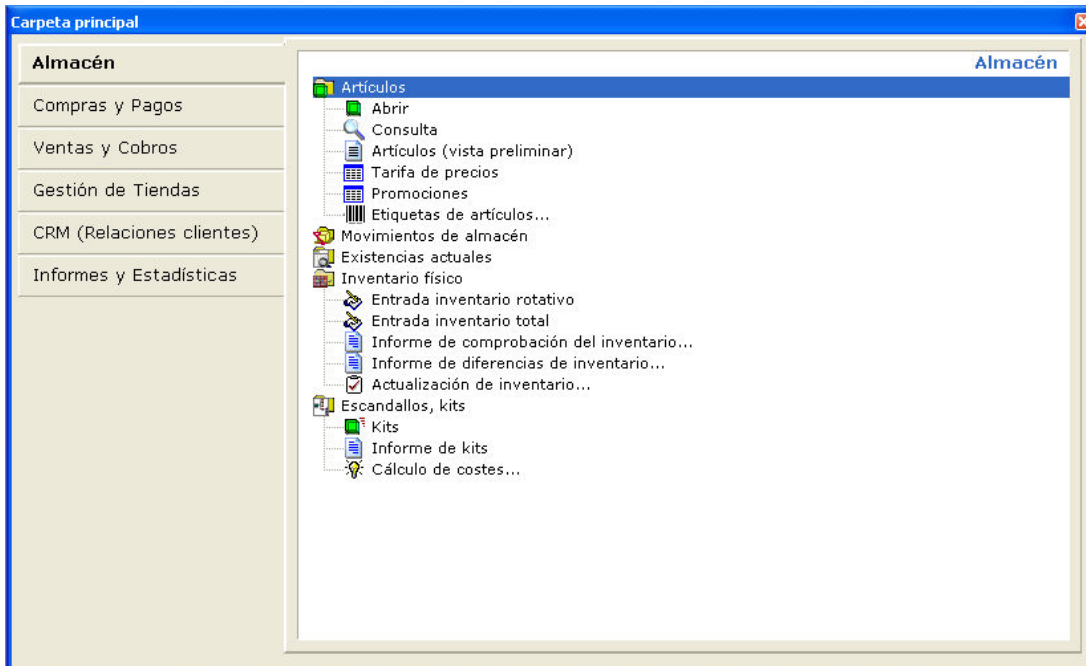 Carpeta principal
Almacén
Compras y Pagos
Ventas y Cobros
Gestión de Tiendas
CRM (Relaciones clientes)
Informes y Estadísticas
Almacén
Artículos
Abrir
Consulta
Artículos (vista preliminar)
Tarifa de precios
Promociones
Etiquetas de artículos...
Movimientos de almacén
Existencias actuales
Inventario físico
Entrada inventario rotativo
Entrada inventario total
Informe de comprobación del inventario...
Informe de diferencias de inventario...
Actualización de inventario...
Escandallos, kits
Kits
Informe de kits
Cálculo de costes...